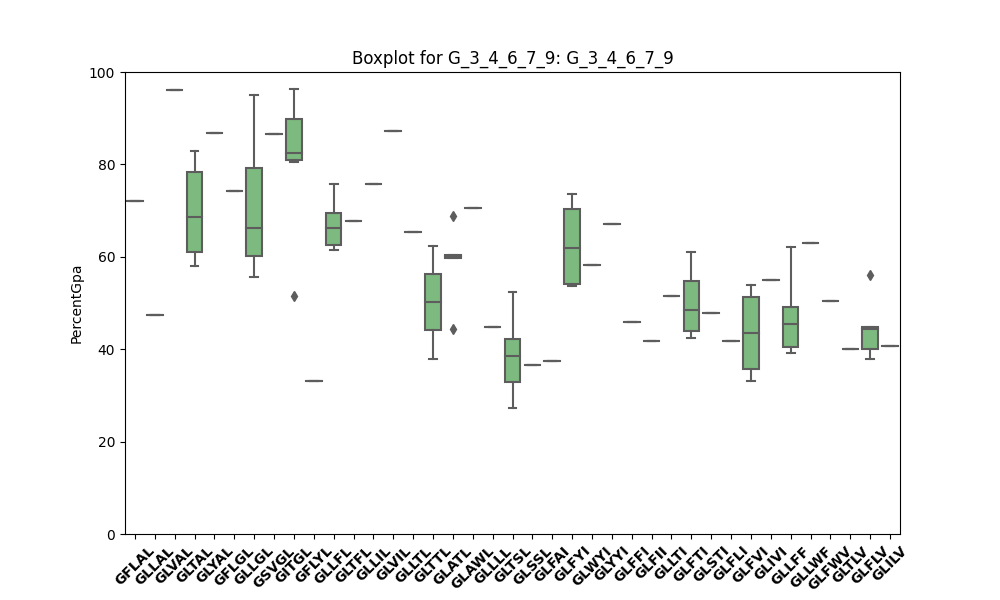 Boxplot for G_3_4_6_7_9: G_3_4_6_7_9
PercentGpa
100
80
60
40
20
0
GFLAL
GLLAL
GLVAL
GLTAL
GLYAL
GFLGL
GLLGL
GSVGL
GITGL
GFLYL
GLLFL
GLTFL
GLLIL
GLVIL
GLLTL
GLTTL
GLATL
GLAWL
GLLLL
GLTSL
GLSSL
GLFAI
GLFYI
GLWYI
GLYYI
GLFFI
GLFII
GLLTI
GLFTI
GLSTI
GLFLI
GLFVI
GLIVI
GLLFF
GLLWF
GLFWV
GLTLV
GLFLV
GLILV